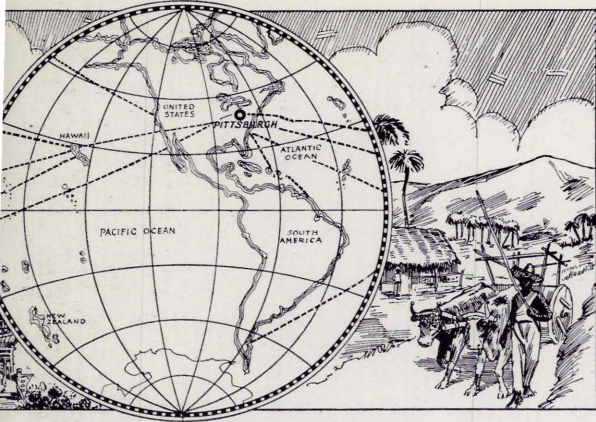 UNITED
STATES
PITTSBURGH
HAWAII
ATLANTIC
OCEAN
PACIFIC OCEAN
SOUTH
AMERICA
NEW
ZEALAND